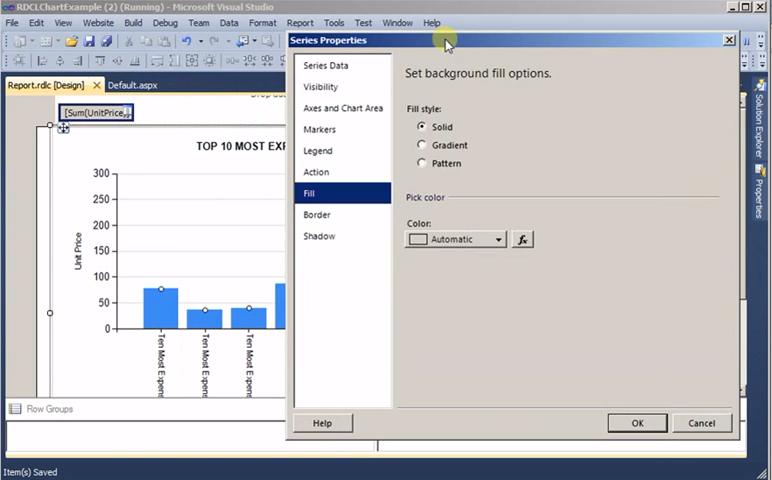 RDCLChartExample (2) (Running) - Microsoft Visual Studio
File Edit View Website Build Debug Team Data Format Report Tools Test Window Help
Report.rdlc [Design] Default.aspx
[Sum(UnitPrice
TOP 10 MOST EXP
300
250
200
150
100
50
0
Unit Price
Ten Most Expens
Ten Most Expens
Ten Most Expens
Row Groups
Item(s) Saved
Series Properties
Series Data
Visibility
Axes and Chart Area
Markers
Legend
Action
Fill
Border
Shadow
Set background fill options.
Fill style:
Solid
Gradient
Pattern
Pick color
Color:
Automatic fx
Help OK Cancel
Solution Explorer
Properties